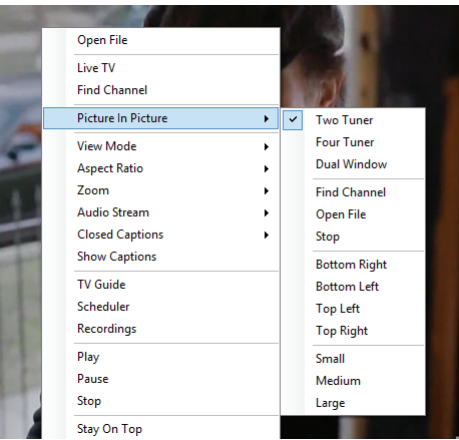 Open File
Live TV
Find Channel
Picture In Picture
View Mode
Aspect Ratio
Zoom
Audio Stream
Closed Captions
Show Captions
TV Guide
Scheduler
Recordings
Play
Pause
Stop
Stay On Top
Two Tuner
Four Tuner
Dual Window
Find Channel
Open File
Stop
Bottom Right
Bottom Left
Top Left
Top Right
Small
Medium
Large